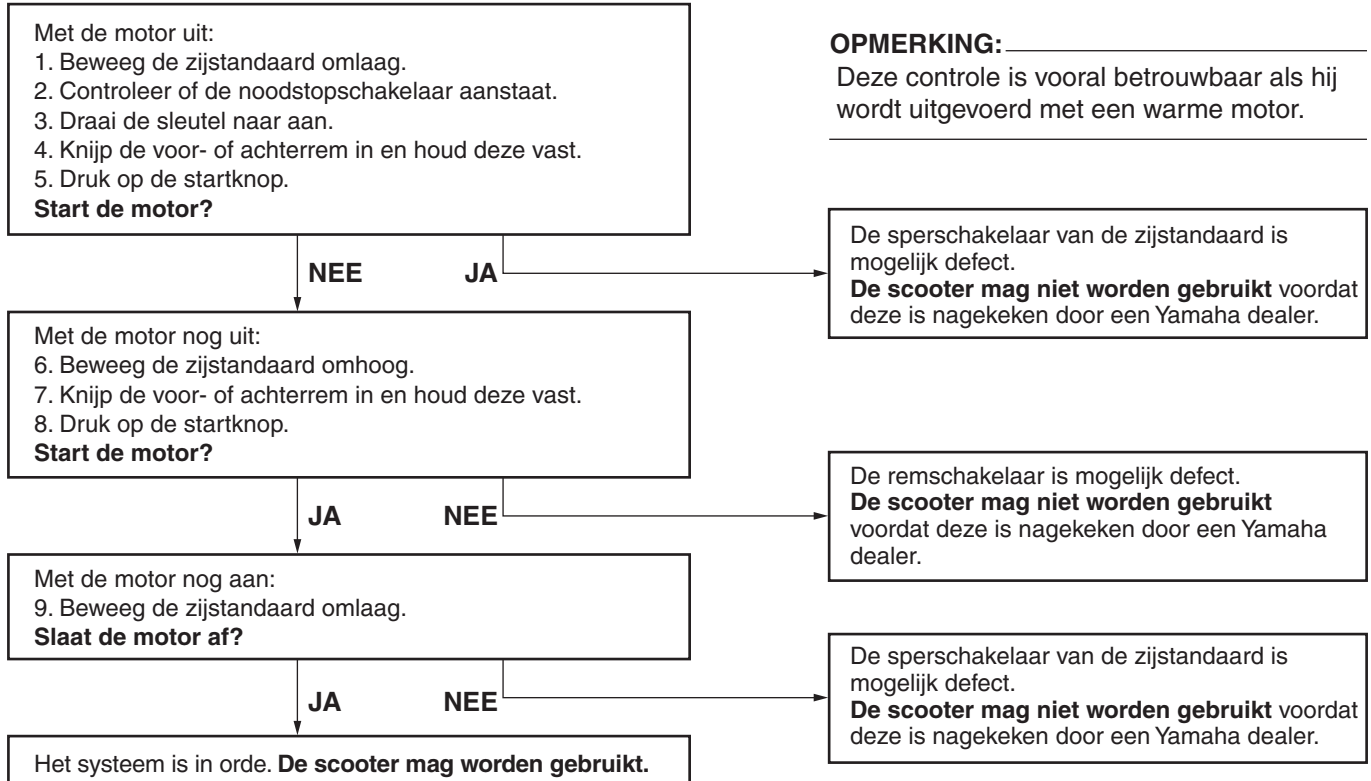 Met de motor uit:
1. Beweeg de zijstandaard omlaag.
2. Controleer of de noodstopschakelaar aanstaat.
3. Draai de sleutel naar aan.
4. Knijp de voor- of achterrem in en houd deze vast.
5. Druk op de startknop.
Start de motor?
OPMERKING:
Deze controle is vooral betrouwbaar als hij
wordt uitgevoerd met een warme motor.
NEE
JA
De sperschakelaar van de zijstandaard is
mogelijk defect.
De scooter mag niet worden gebruikt voordat
deze is nagekeken door een Yamaha dealer.
Met de motor nog uit:
6. Beweeg de zijstandaard omhoog.
7. Knijp de voor- of achterrem in en houd deze vast.
8. Druk op de startknop.
Start de motor?
JA
NEE
De remschakelaar is mogelijk defect.
De scooter mag niet worden gebruikt
voordat deze is nagekeken door een Yamaha
dealer.
Met de motor nog aan:
9. Beweeg de zijstandaard omlaag.
Slaat de motor af?
JA
NEE
De sperschakelaar van de zijstandaard is
mogelijk defect.
De scooter mag niet worden gebruikt voordat
deze is nagekeken door een Yamaha dealer.
Het systeem is in orde. De scooter mag worden gebruikt.